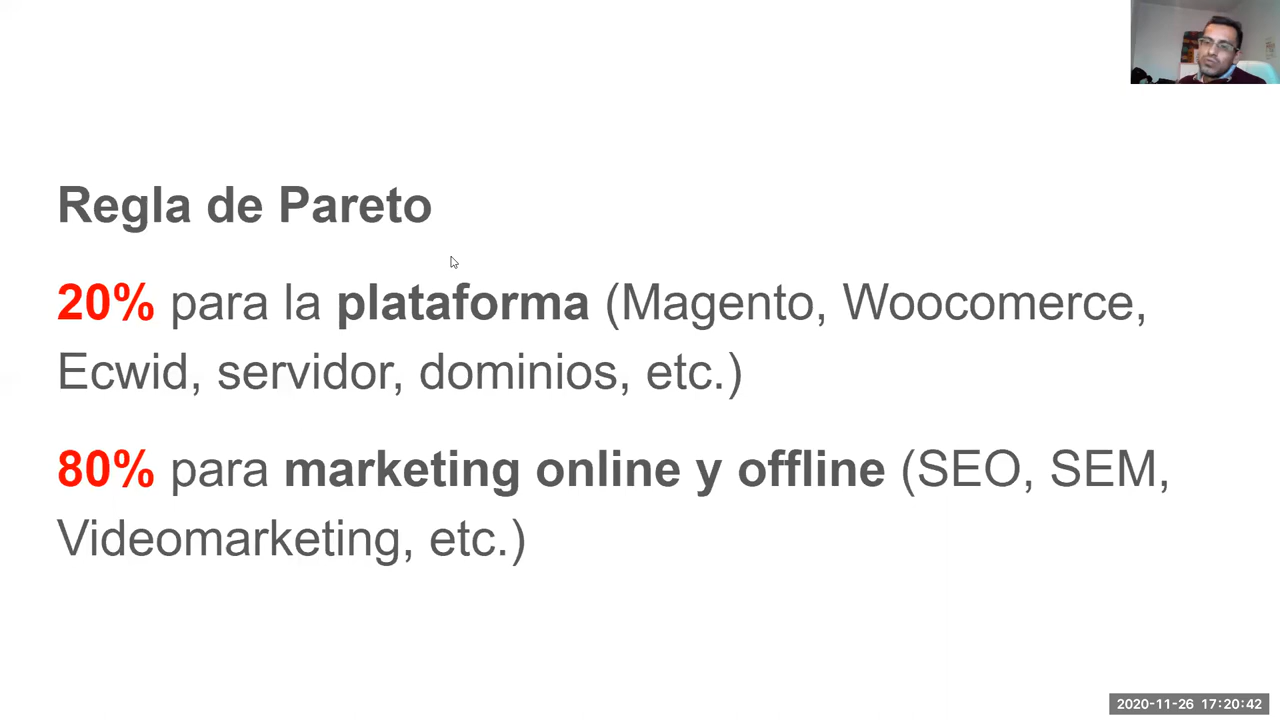 Regla de Pareto
20% para la plataforma (Magento, Woocomerce,
Ecwid, servidor, dominios, etc.)
80% para marketing online y offline (SEO, SEM,
Videomarketing, etc.)
2020-11-26 17:20:42